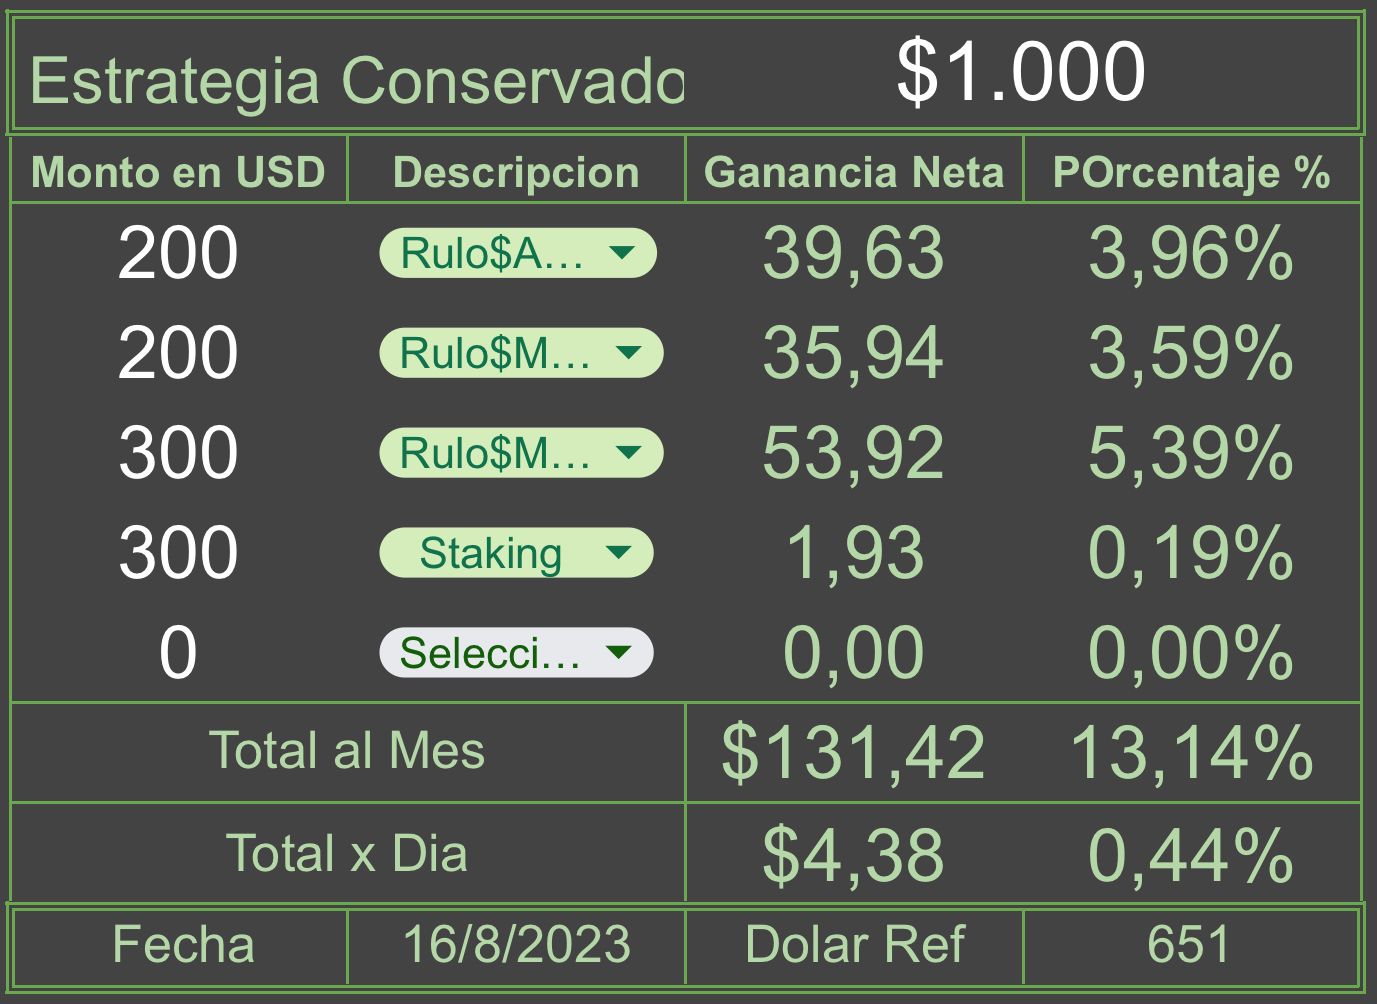 Estrategia Conservado $1.000
Monto en USD Descripcion Ganancia Neta POrcentaje %
200 Rulo$A... 39,63 3,96%
200 Rulo$M... 35,94 3,59%
300 Rulo$M... 53,92 5,39%
300 Staking 1,93 0,19%
0 Selecci... 0,00 0,00%
Total al Mes $131,42 13,14%
Total x Dia $4,38 0,44%
Fecha 16/8/2023 Dolar Ref 651